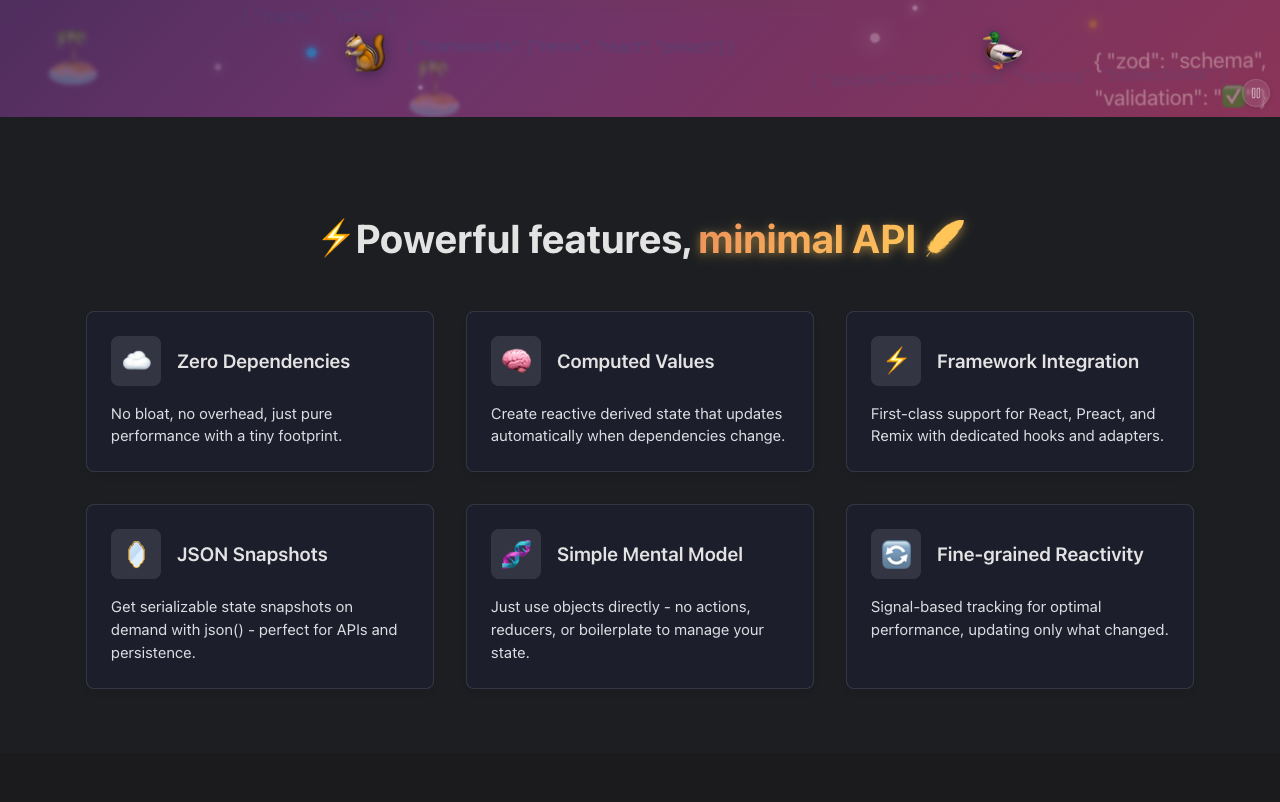 { "zod": "schema",
"validation": "✅" }
⚡Powerful features, minimal API 🪶
Zero Dependencies
No bloat, no overhead, just pure
performance with a tiny footprint.
Computed Values
Create reactive derived state that updates
automatically when dependencies change.
Framework Integration
First-class support for React, Preact, and
Remix with dedicated hooks and adapters.
JSON Snapshots
Get serializable state snapshots on
demand with json() - perfect for APIs and
persistence.
Simple Mental Model
Just use objects directly - no actions,
reducers, or boilerplate to manage your
state.
Fine-grained Reactivity
Signal-based tracking for optimal
performance, updating only what changed.